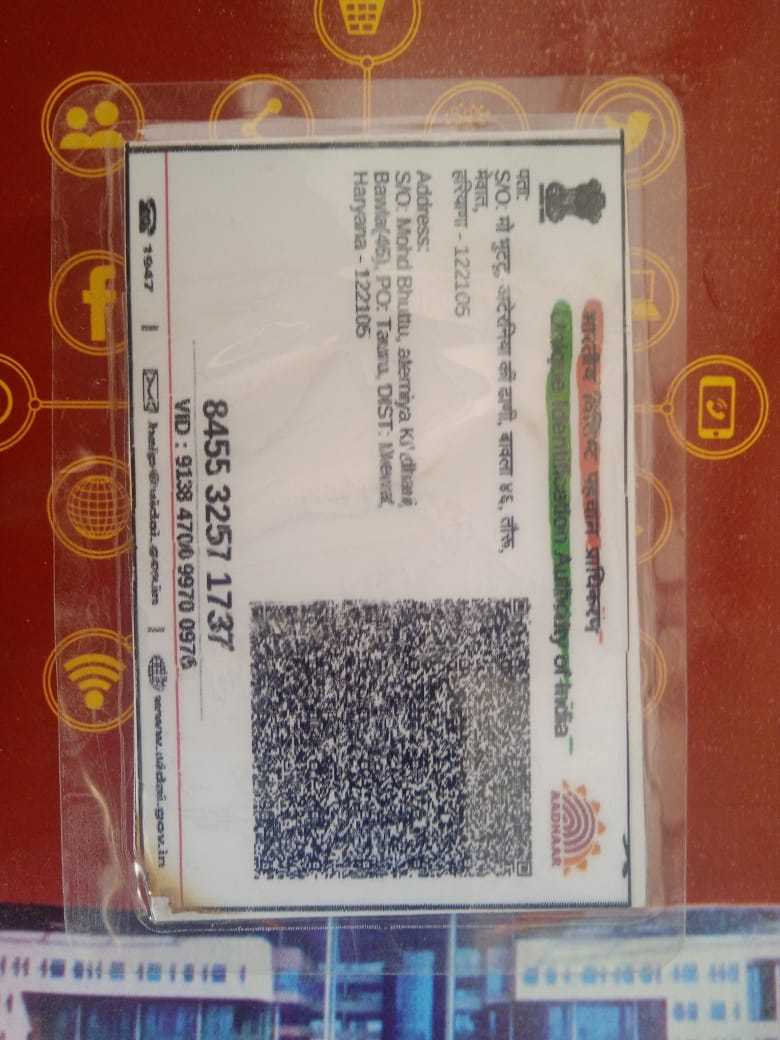 भारतीय विशिष्ट पहचान प्राधिकरण
Unique Identification Authority of India
AADHAAR
पता:
S/O: मो भुट्टू, की ढाणी, बावला ४६, तौरू,
मेवात,
हरियाणा - 122105
Address:
S/O: Mohd Bhuttu, Ki dhani,
Bawla(46), PO: Tauru, DIST: Mewat,
Haryana - 122105
8455 3257 1737
VID : 9138 4700 9970 0976
1947 | help@uidai.gov.in | www.uidai.gov.in